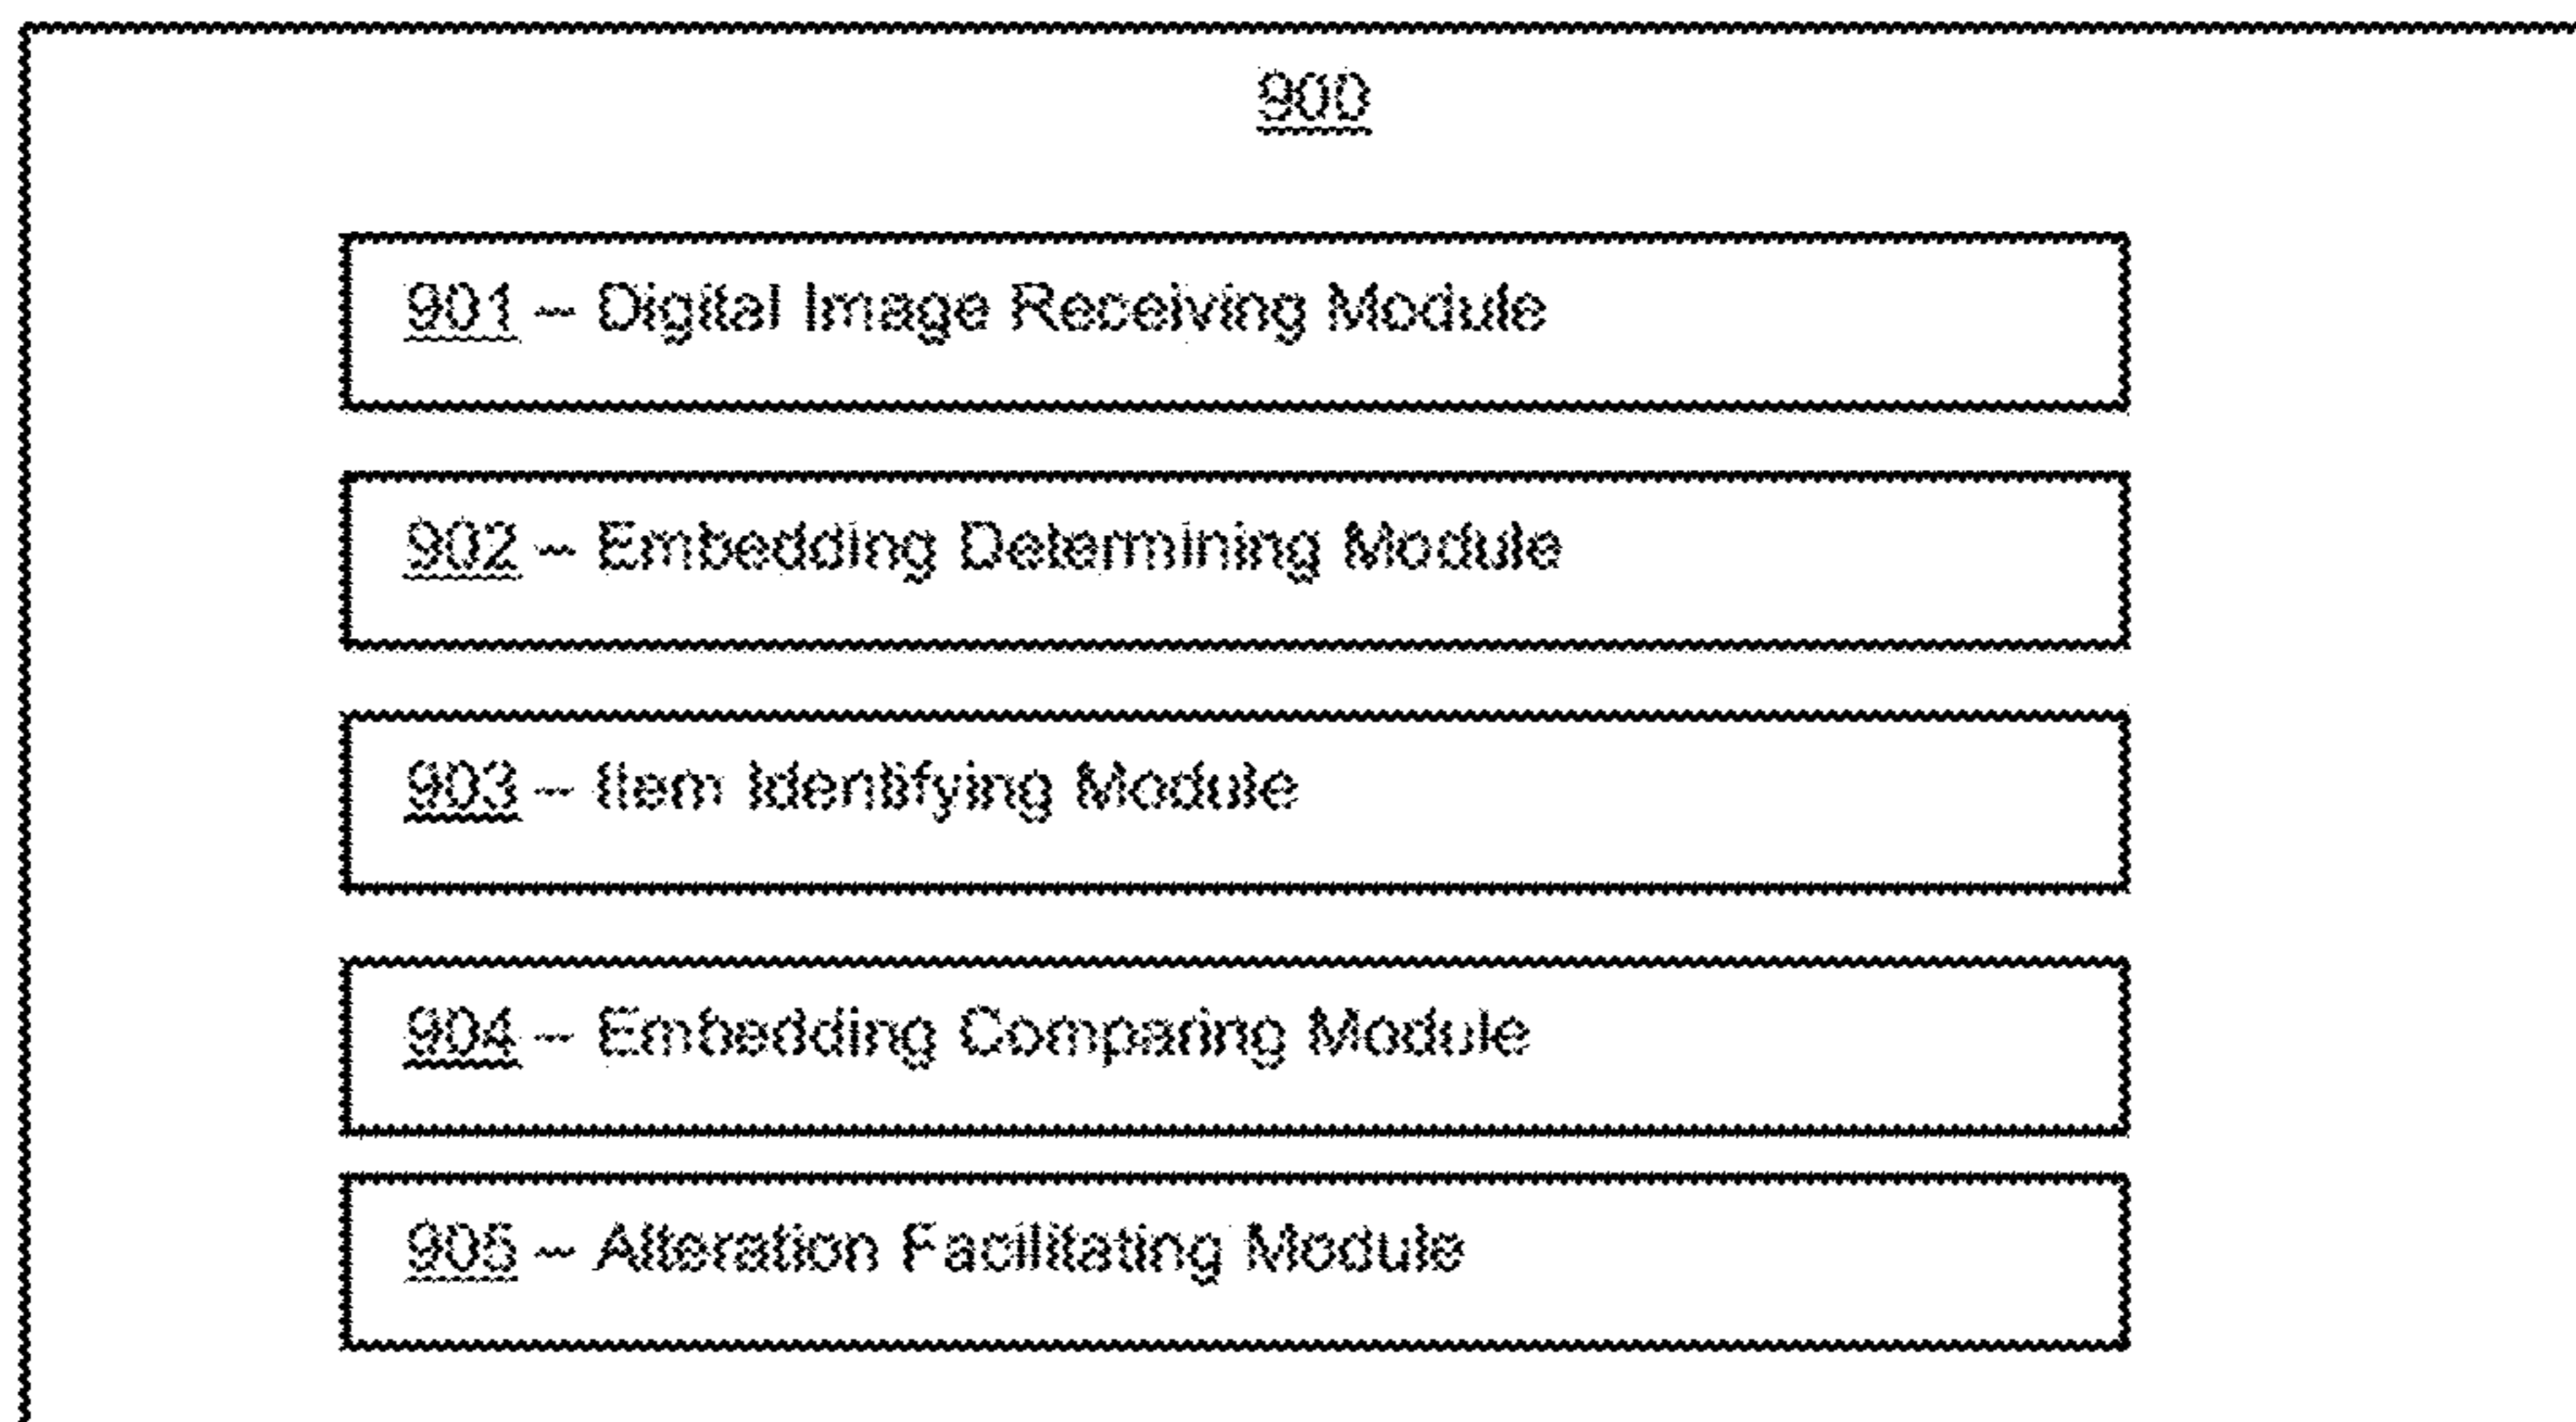 900
901 – Digital Image Receiving Module
902 – Embedding Determining Module
903 – Item Identifying Module
904 – Embedding Comparing Module
905 – Alteration Facilitating Module